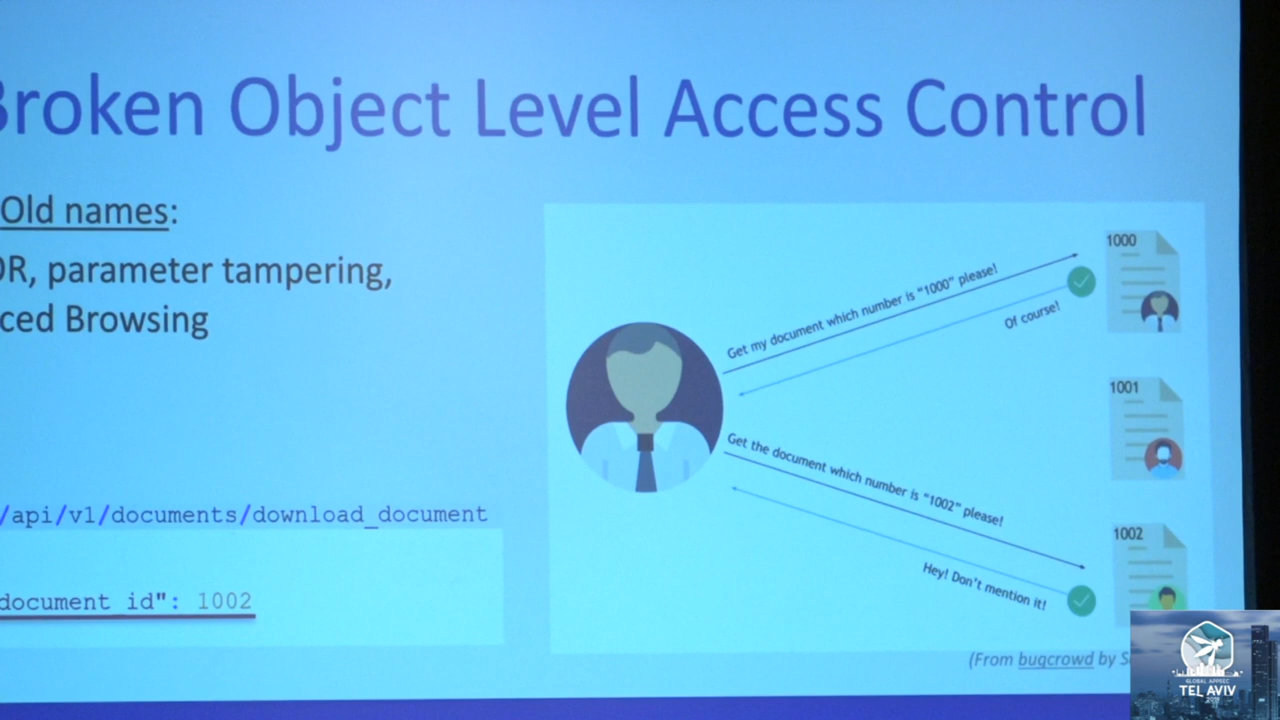 Broken Object Level Access Control
Old names:
OR, parameter tampering,
ced Browsing
/api/v1/documents/download_document
document_id": 1002
Get my document which number is "1000" please!
Of course!
1000
1001
Get the document which number is "1002" please!
Hey! Don't mention it!
1002
(From bugcrowd by S
GLOBAL APPSEC
TEL AVIV